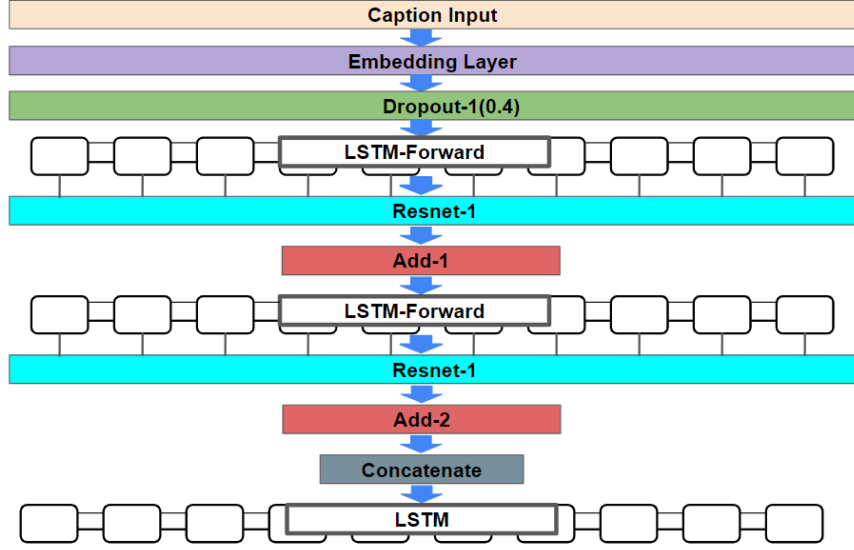 Caption Input
Embedding Layer
Dropout-1(0.4)
LSTM-Forward
Resnet-1
Add-1
LSTM-Forward
Resnet-1
Add-2
Concatenate
LSTM